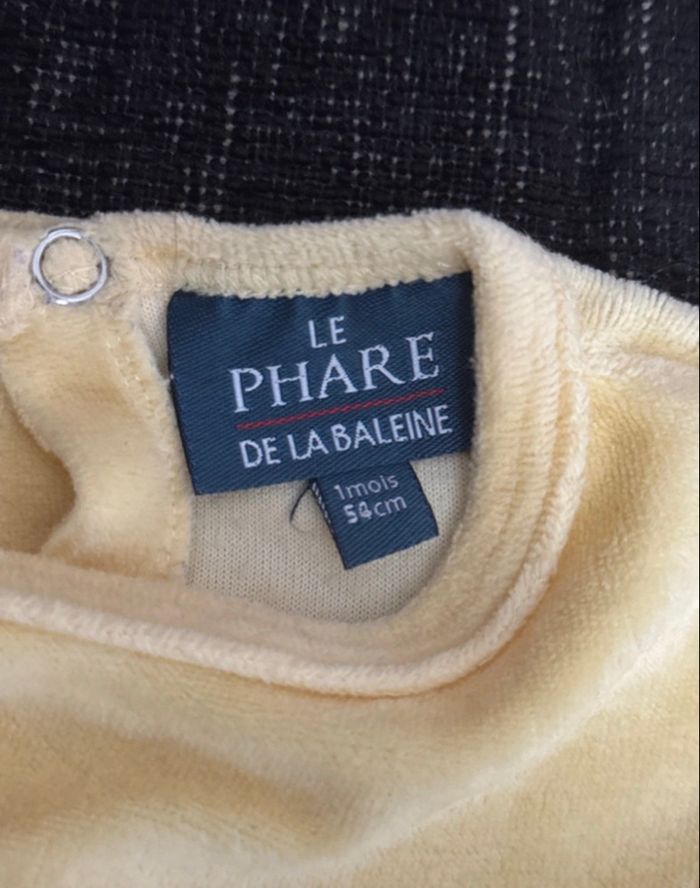 LE
PHARE
DE LA BALEINE
1mois
54cm